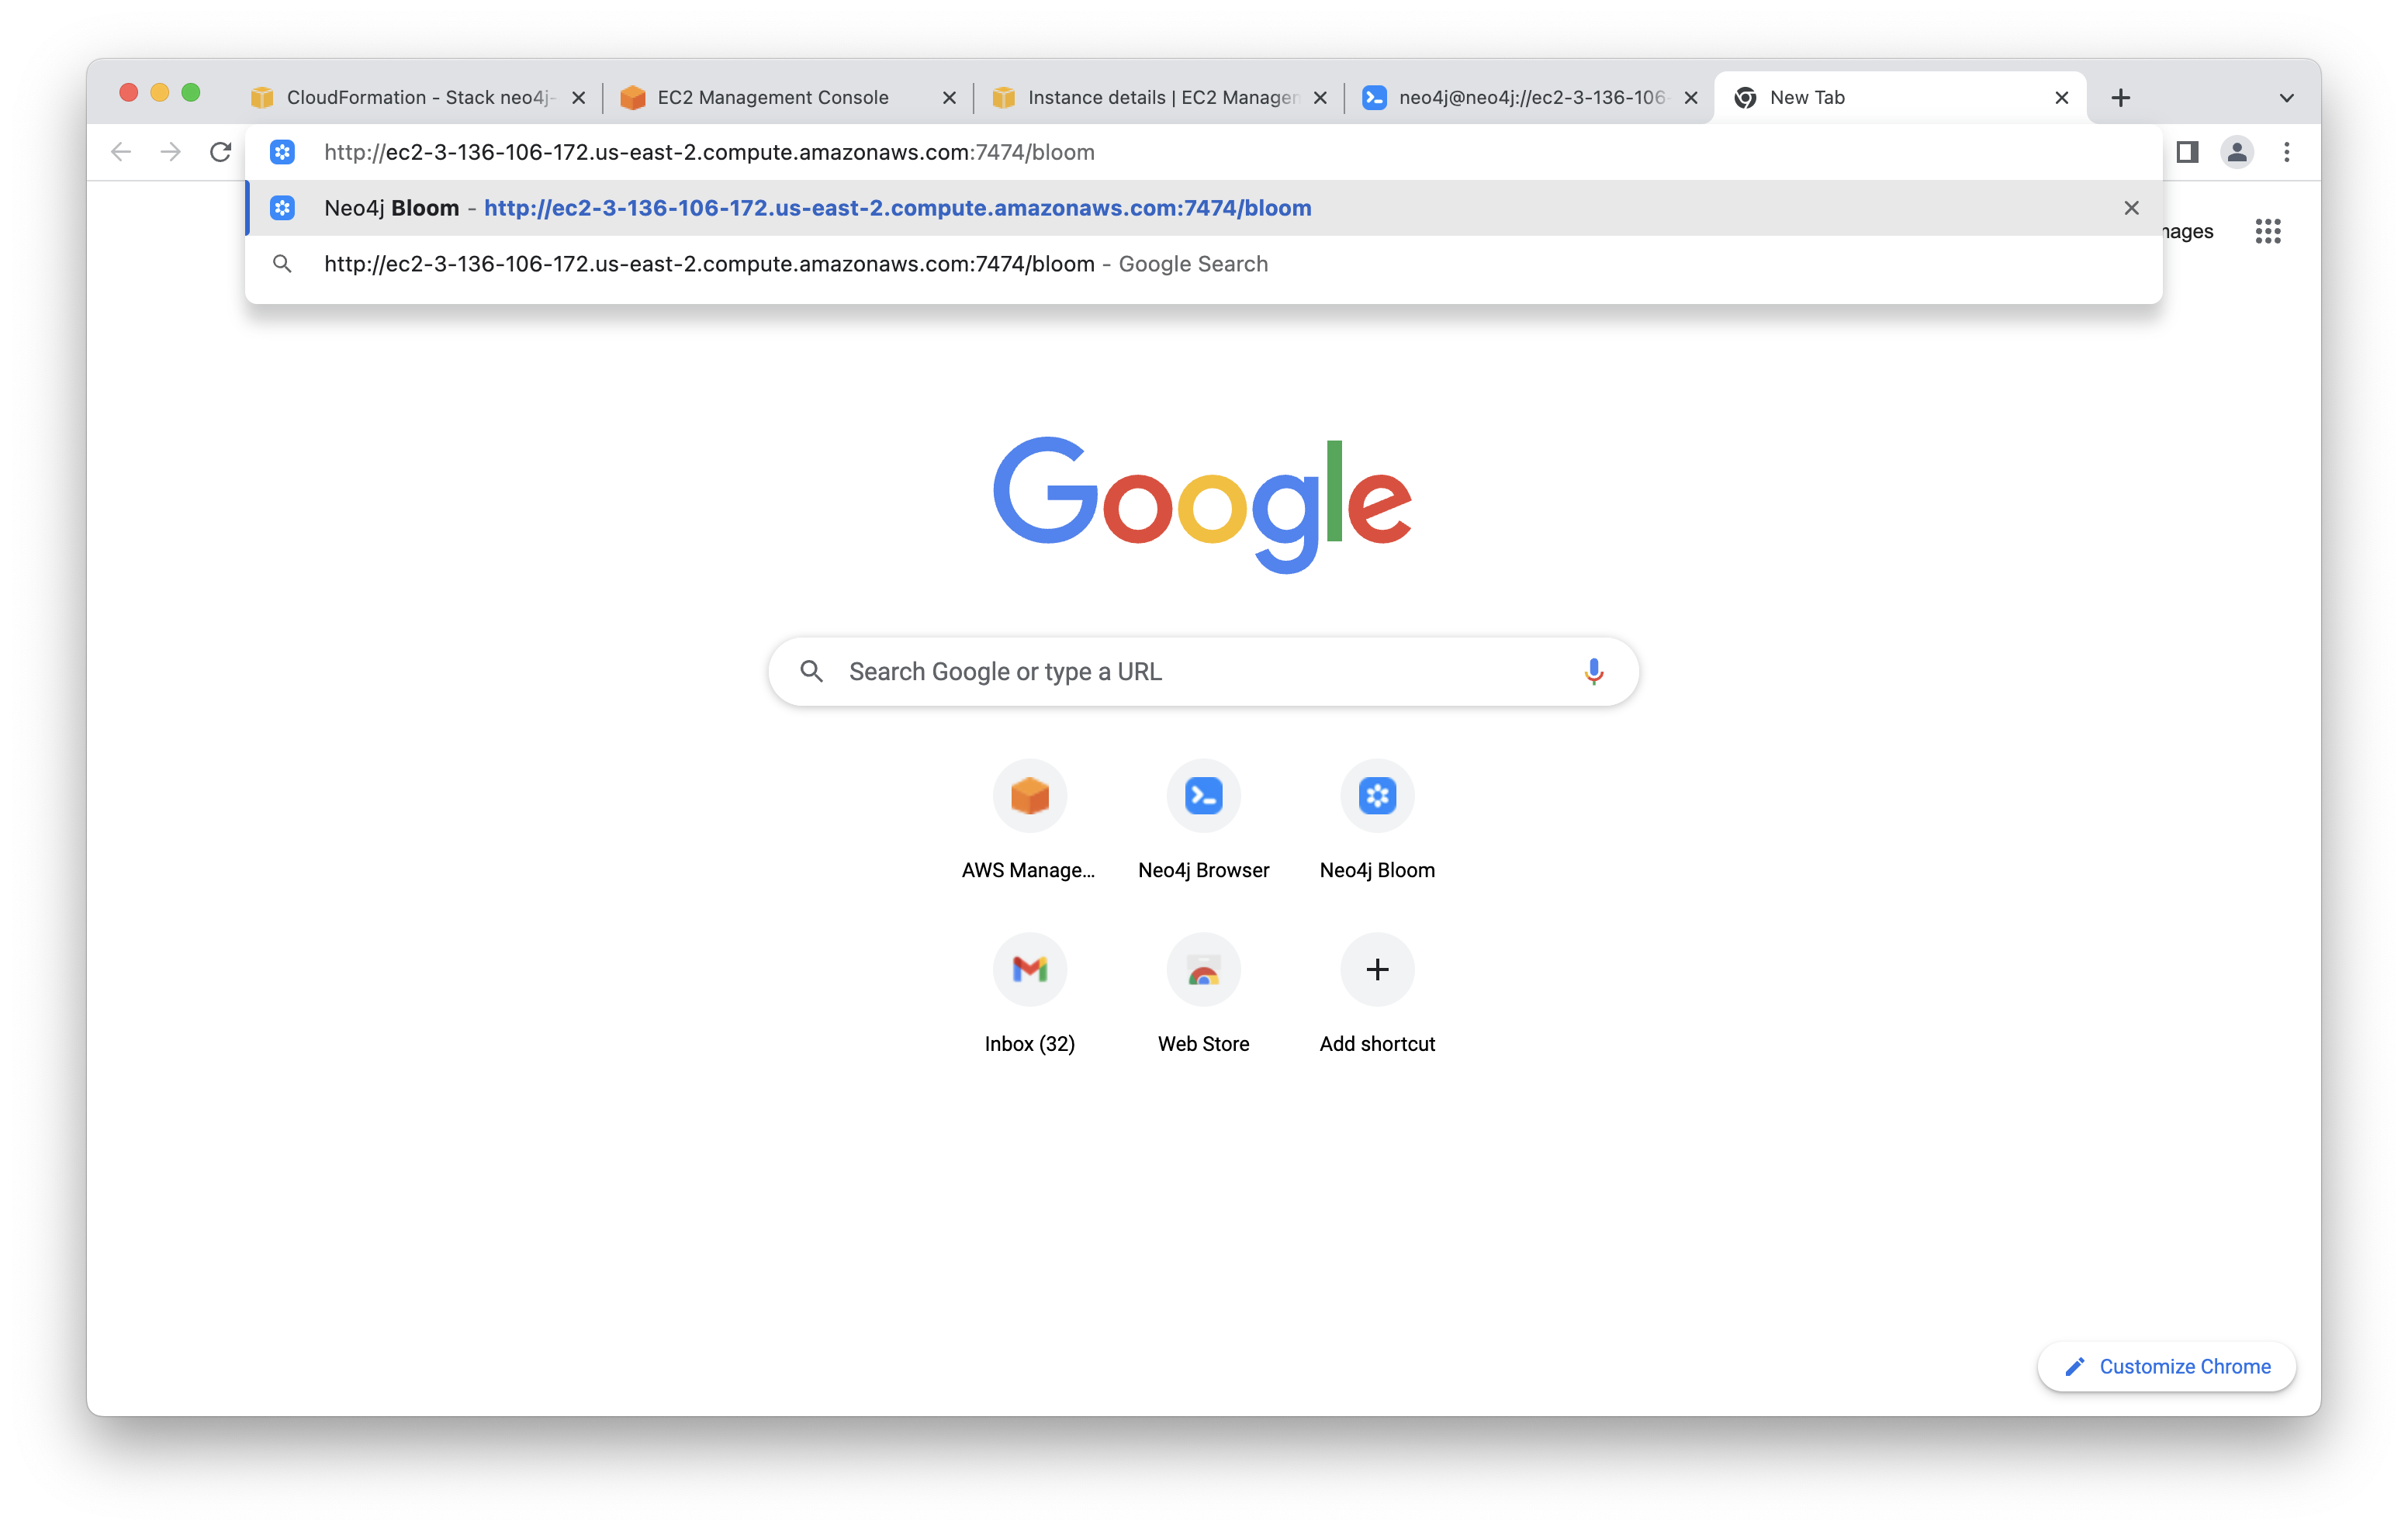 CloudFormation - Stack neo4j-
EC2 Management Console
Instance details | EC2 Manager
neo4j@neo4j://ec2-3-136-106-
New Tab
http://ec2-3-136-106-172.us-east-2.compute.amazonaws.com:7474/bloom
Neo4j Bloom - http://ec2-3-136-106-172.us-east-2.compute.amazonaws.com:7474/bloom
mages
http://ec2-3-136-106-172.us-east-2.compute.amazonaws.com:7474/bloom - Google Search
Google
Search Google or type a URL
AWS Manage...
Neo4j Browser
Neo4j Bloom
Inbox (32)
Web Store
Add shortcut
Customize Chrome